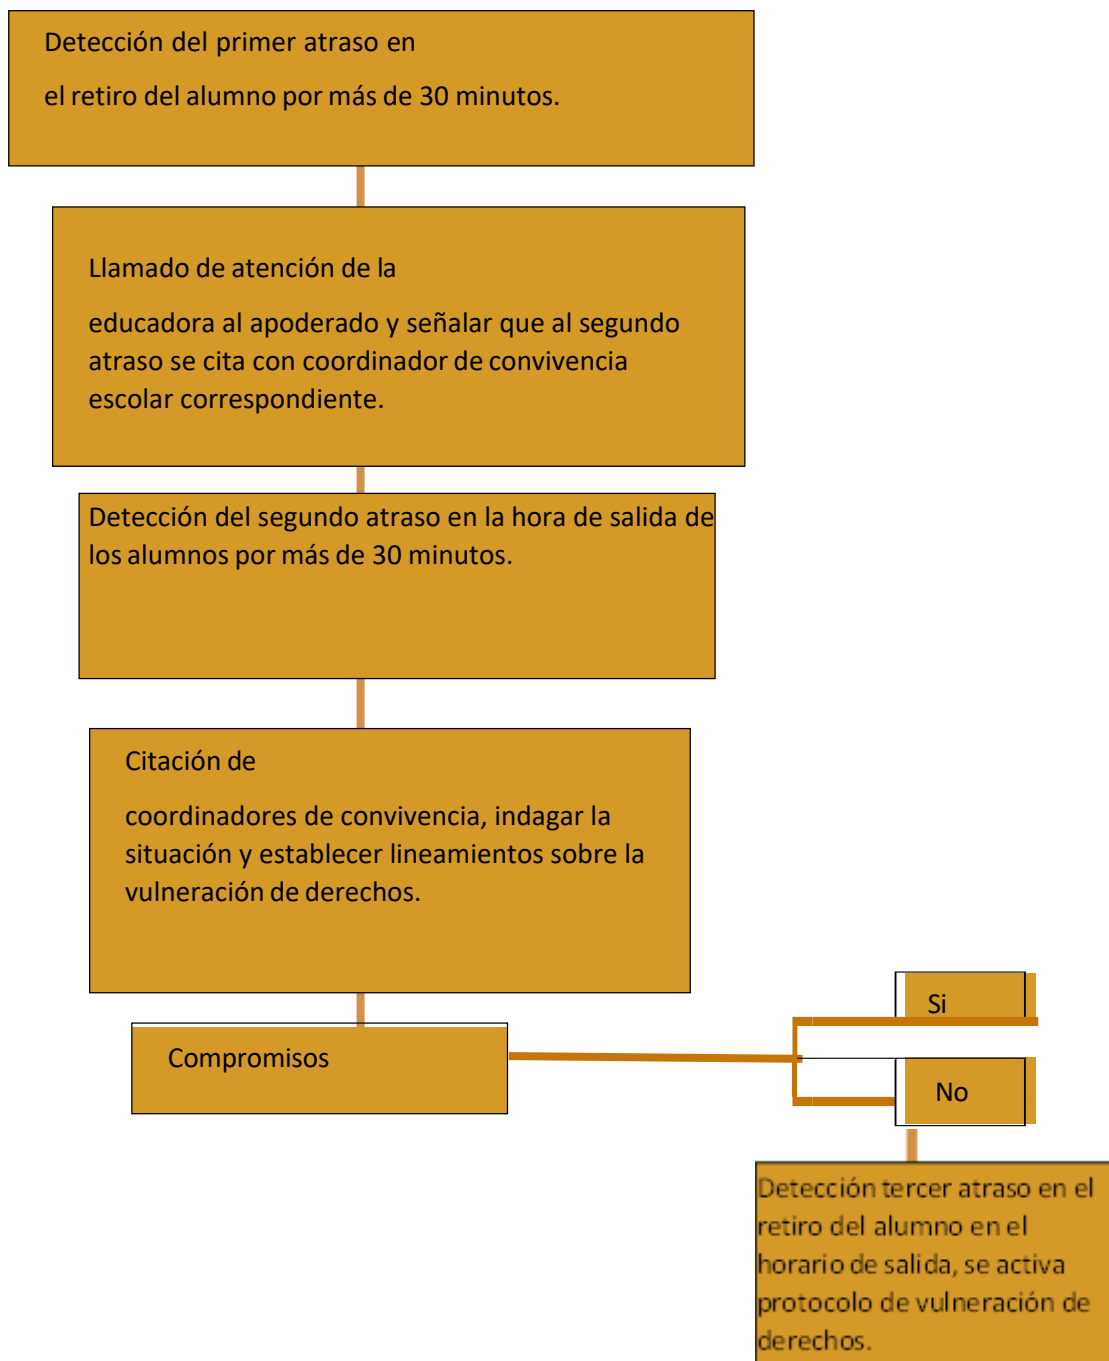 Detección del primer atraso en
el retiro del alumno por más de 30 minutos.
Llamado de atención de la
educadora al apoderado y señalar que al segundo
atraso se cita con coordinador de convivencia
escolar correspondiente.
Detección del segundo atraso en la hora de salida de
los alumnos por más de 30 minutos.
Citación de
coordinadores de convivencia, indagar la
situación y establecer lineamientos sobre la
vulneración de derechos.
Compromisos
Si
No
Detección tercer atraso en el
retiro del alumno en el
horario de salida, se activa
protocolo de vulneración de
derechos.